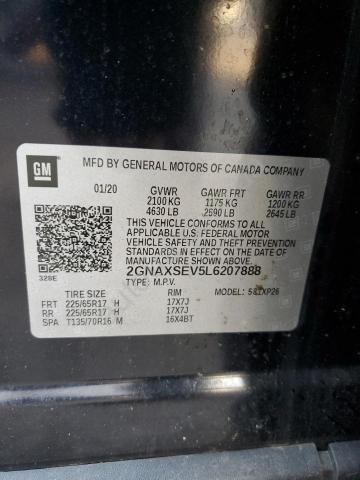 GM
MFD BY GENERAL MOTORS OF CANADA COMPANY
01/20 GVWR GAWR FRT GAWR RR
2100 KG 1175 KG 1200 KG
4630 LB 2590 LB 2645 LB
THIS VEHICLE CONFORMS TO ALL
APPLICABLE U.S. FEDERAL MOTOR
VEHICLE SAFETY AND THEFT PREVENTION
STANDARDS IN EFFECT ON THE DATE OF
MANUFACTURE SHOWN ABOVE.
328E
2GNAXSEV5L6207888
TYPE: M.P.V. MODEL:
TIRE SIZE RIM
FRT 225/65R17 H 17X7J
RR 225/65R17 H 17X7J
SPA T135/70R16 M 16X4BT